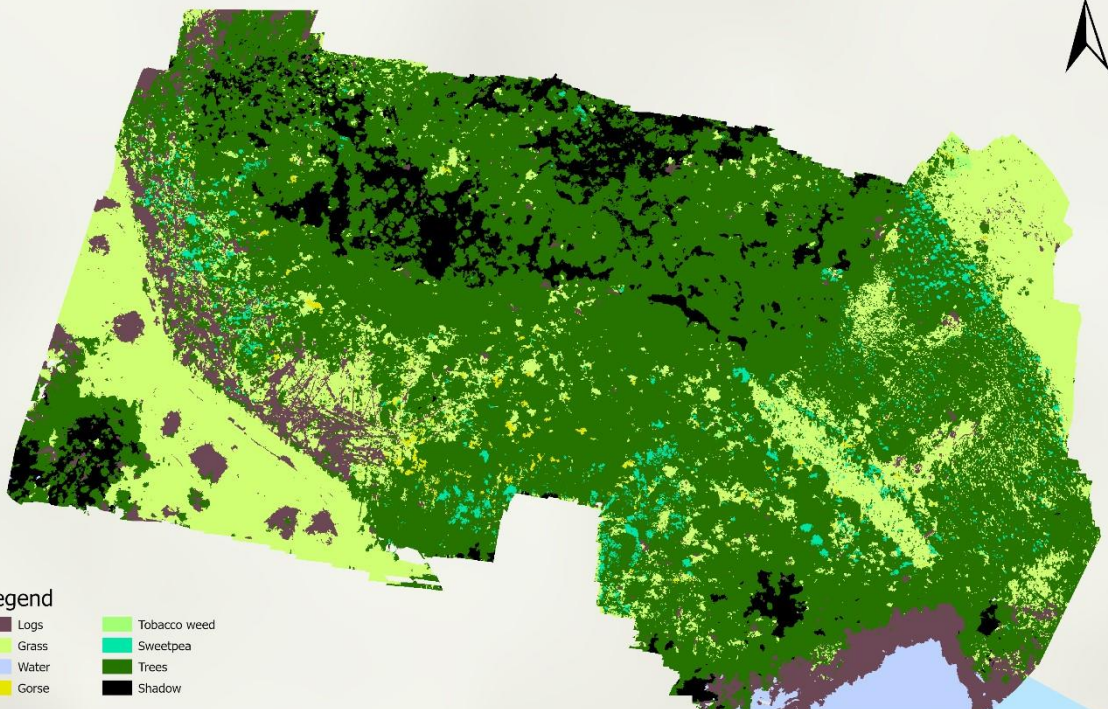 egend
Logs
Grass
Water
Gorse
Tobacco weed
Sweetpea
Trees
Shadow